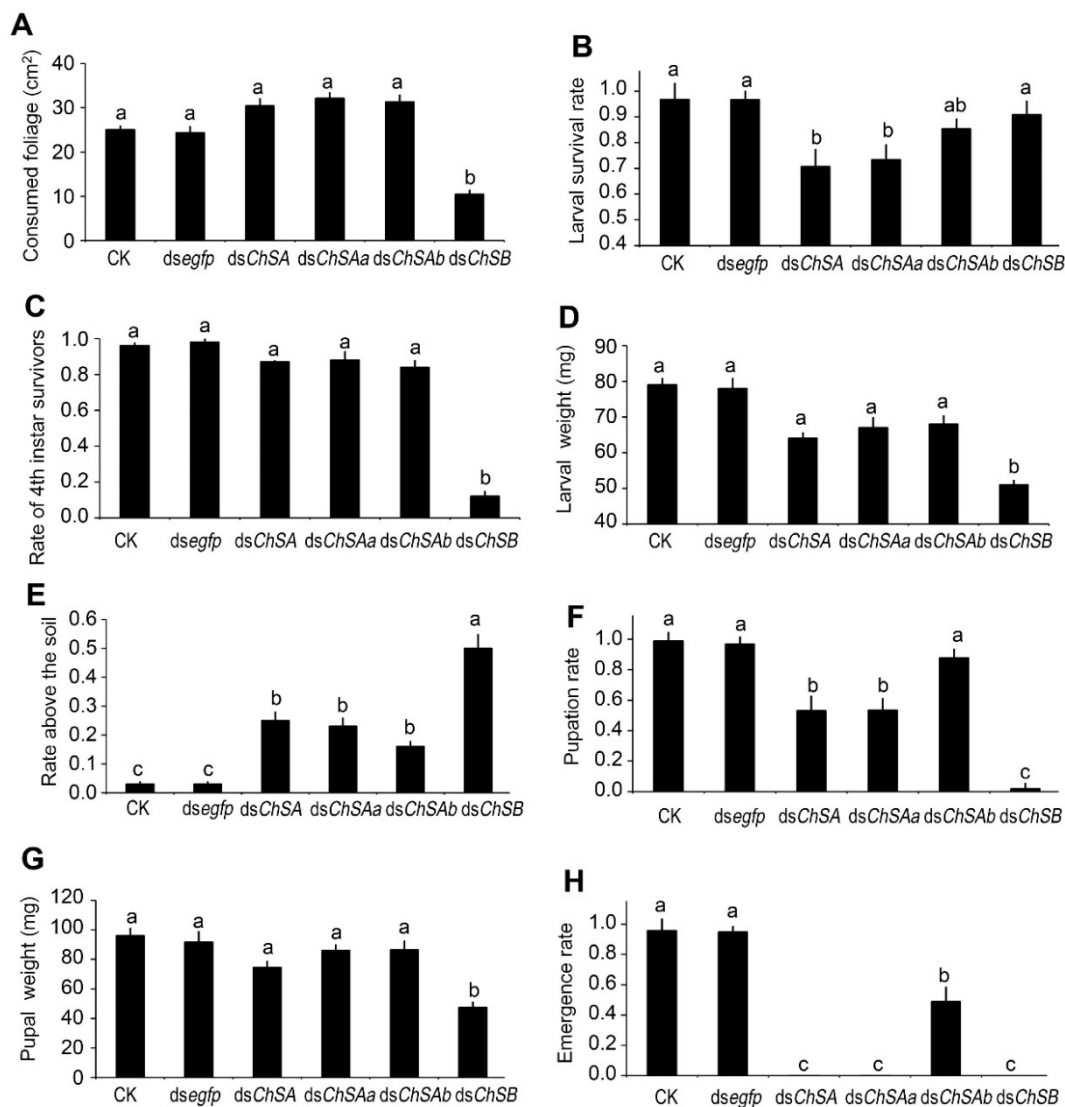 A
Consumed foliage (cm²)
40
30
20
10
0
a a a a a b
CK dsegfp dsChSA dsChSAa dsChSAb dsChSB
B
Larval survival rate
1.0
0.9
0.8
0.7
0.6
0.5
0.4
a a b b ab a
CK dsegfp dsChSA dsChSAa dsChSAb dsChSB
C
Rate of 4th instar survivors
1.0
0.8
0.6
0.4
0.2
0.0
a a a a a b
CK dsegfp dsChSA dsChSAa dsChSAb dsChSB
D
Larval weight (mg)
90
80
70
60
50
40
a a a a a b
CK dsegfp dsChSA dsChSAa dsChSAb dsChSB
E
Rate above the soil
0.6
0.5
0.4
0.3
0.2
0.1
0.0
c c b b b a
CK dsegfp dsChSA dsChSAa dsChSAb dsChSB
F
Pupation rate
1.0
0.8
0.6
0.4
0.2
0.0
a a b b a c
CK dsegfp dsChSA dsChSAa dsChSAb dsChSB
G
Pupal weight (mg)
120
100
80
60
40
20
0
a a a a a b
CK dsegfp dsChSA dsChSAa dsChSAb dsChSB
H
Emergence rate
1.0
0.8
0.6
0.4
0.2
0.0
a a c c b c
CK dsegfp dsChSA dsChSAa dsChSAb dsChSB